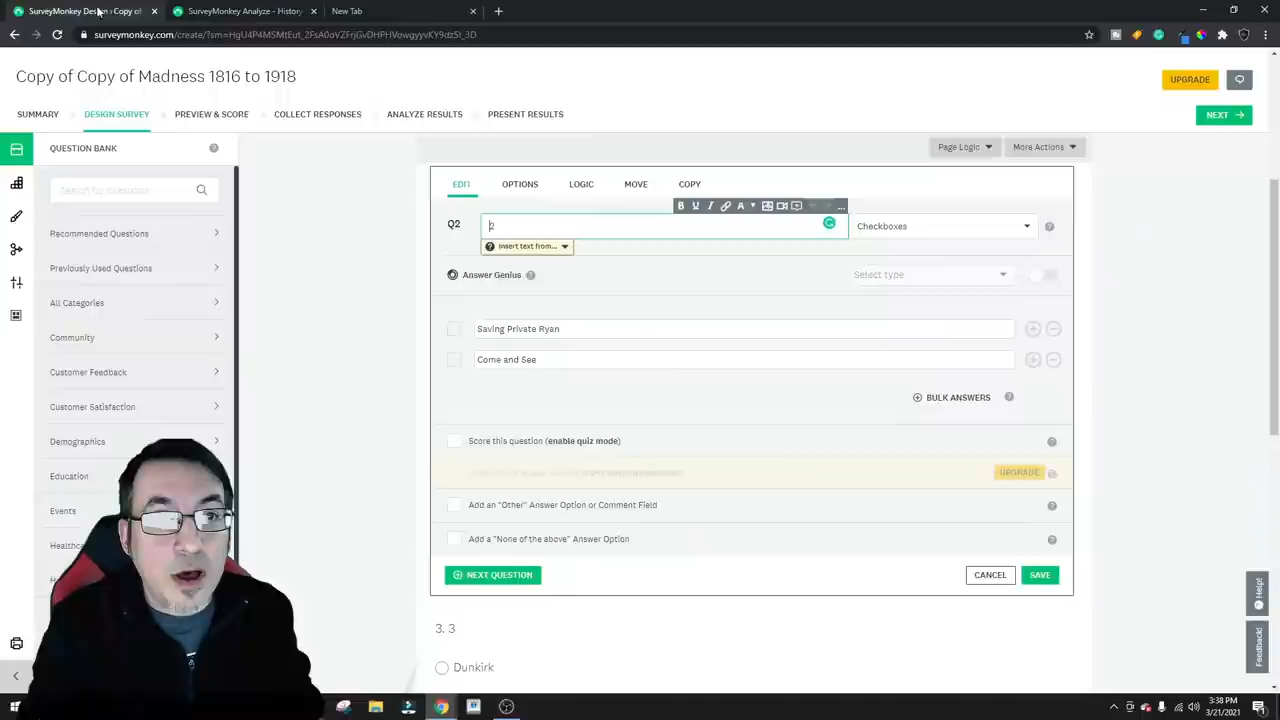 SurveyMonkey Design : Copy of
SurveyMonkey Analyze - History
New Tab
surveymonkey.com/create/?sm=HgU4P4MSMtEut_2FsA0oYZFrjGvDHPHVowgyyvKY9dzSI_3D
Copy of Copy of Madness 1816 to 1918
UPGRADE
SUMMARY
DESIGN SURVEY
PREVIEW & SCORE
COLLECT RESPONSES
ANALYZE RESULTS
PRESENT RESULTS
NEXT
QUESTION BANK
Page Logic
More Actions
EDIT
OPTIONS
LOGIC
MOVE
COPY
Recommended Questions
Previously Used Questions
All Categories
Community
Customer Feedback
Customer Satisfaction
Demographics
Education
Events
Healthc
B U I A ...
Q2
2
Checkboxes
Insert text from...
Answer Genius
Select type
Saving Private Ryan
Come and See
BULK ANSWERS
Score this question (enable quiz mode)
UPGRADE
Add an "Other" Answer Option or Comment Field
Add a "None of the above" Answer Option
NEXT QUESTION
CANCEL
SAVE
3. 3
Dunkirk
Help!
Feedback!
3:38 PM
3/21/2021